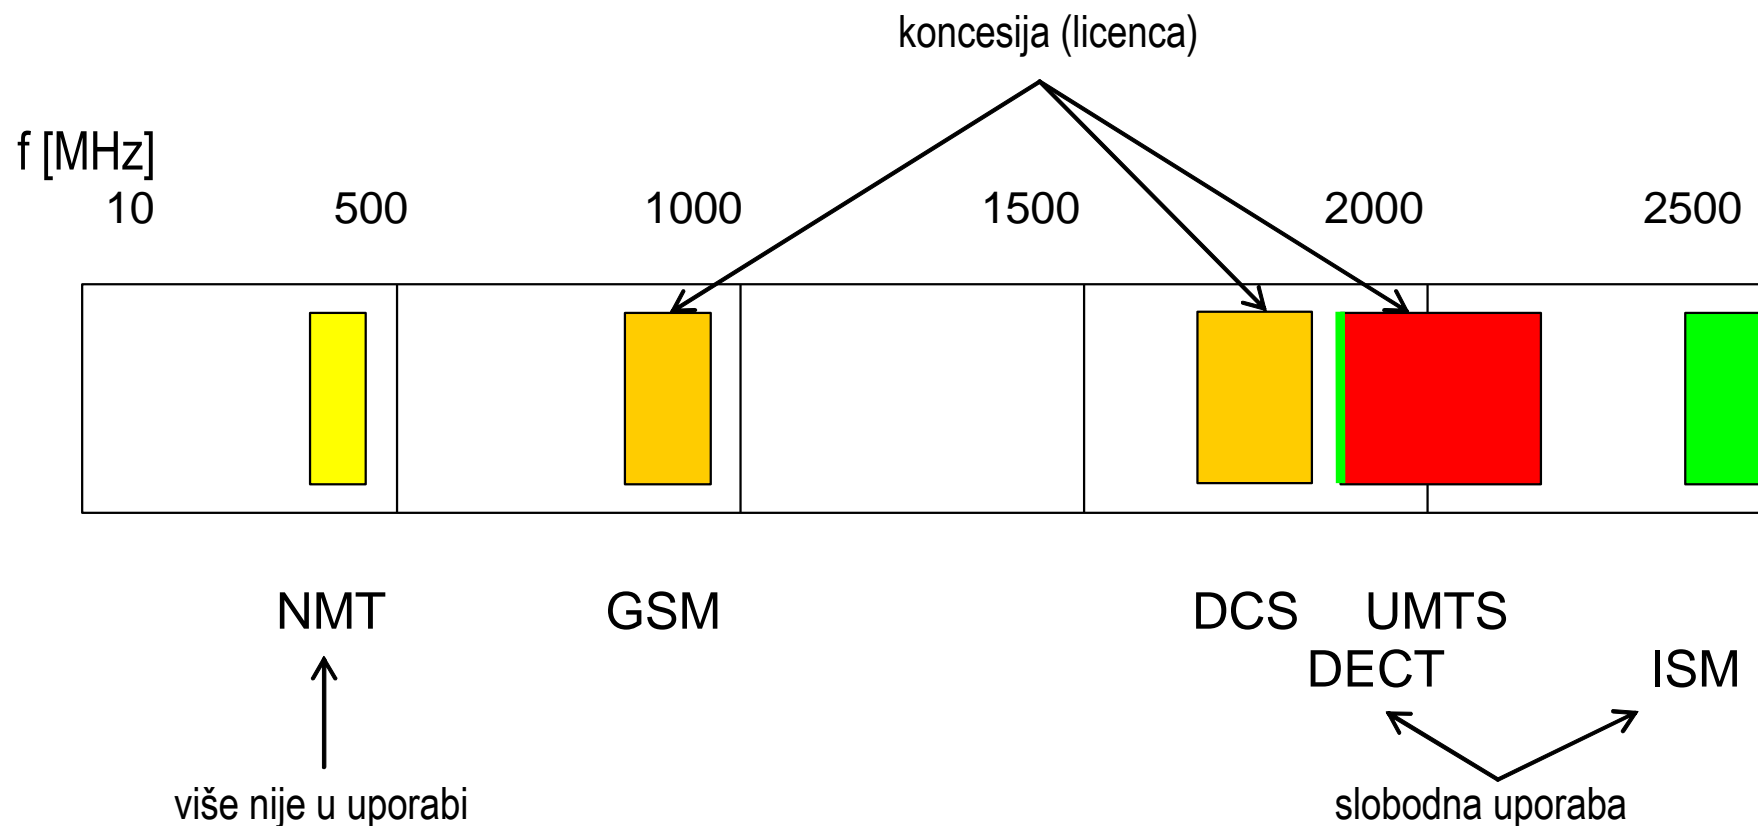 koncesija (licenca)
f [MHz]
10 500 1000 1500 2000 2500
NMT GSM DCS UMTS
DECT ISM
više nije u uporabi slobodna uporaba